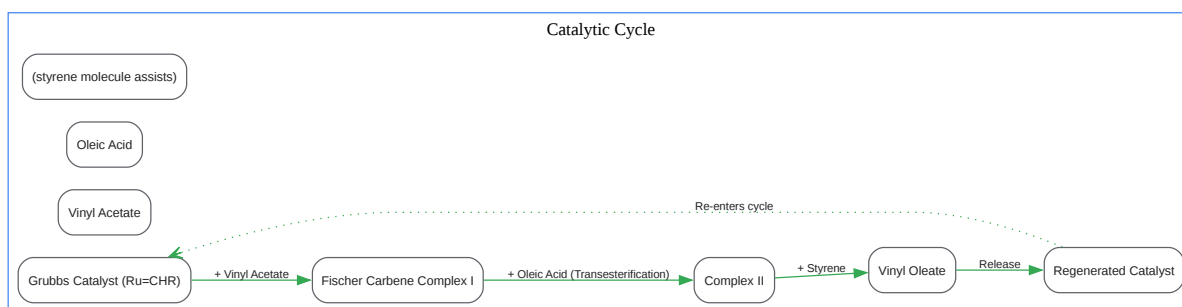 Catalytic Cycle
(styrene molecule assists)
Oleic Acid
Vinyl Acetate
Re-enters cycle
Grubbs Catalyst (Ru=CHR)
+ Vinyl Acetate
Fischer Carbene Complex I
+ Oleic Acid (Transesterification)
Complex II
+ Styrene
Vinyl Oleate
Release
Regenerated Catalyst